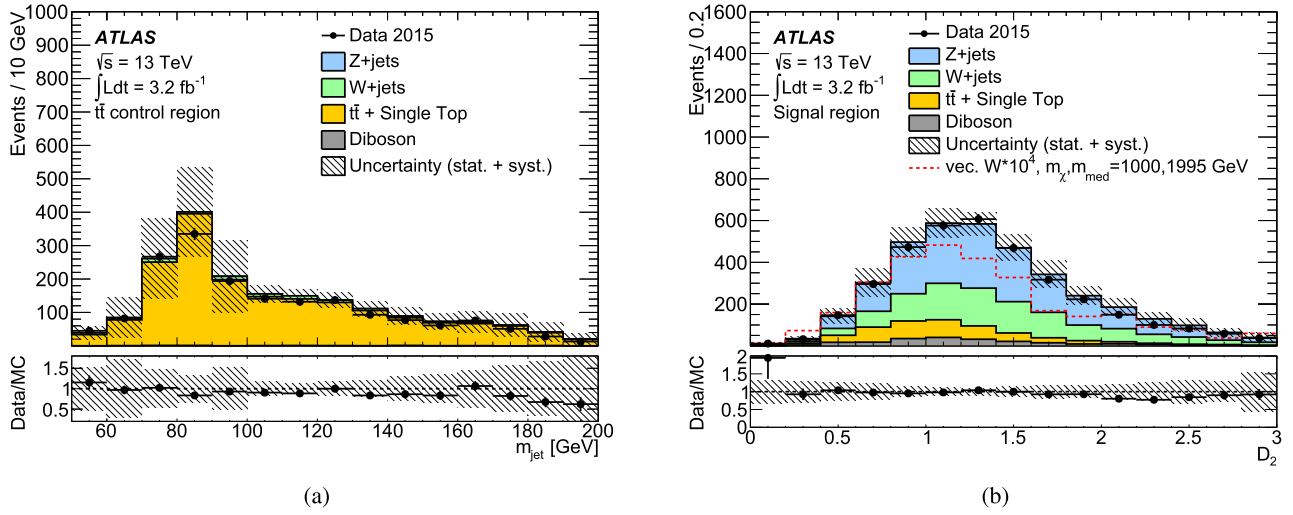 Events / 10 GeV
1000
900
800
700
600
500
400
300
200
100
ATLAS
√s = 13 TeV
∫Ldt = 3.2 fb⁻¹
tt̄ control region
Data 2015
Z+jets
W+jets
tt̄ + Single Top
Diboson
Uncertainty (stat. + syst.)
Data/MC
1.5
1
0.5
60 80 100 120 140 160 180 200
m_jet [GeV]
(a)
Events / 0.2
1600
1400
1200
1000
800
600
400
200
ATLAS
√s = 13 TeV
∫Ldt = 3.2 fb⁻¹
Signal region
Data 2015
Z+jets
W+jets
tt̄ + Single Top
Diboson
Uncertainty (stat. + syst.)
vec. W*10⁴, m_χ,m_med=1000,1995 GeV
Data/MC
2
1.5
1
0.5
0
0.5 1 1.5 2 2.5 3
D₂
(b)